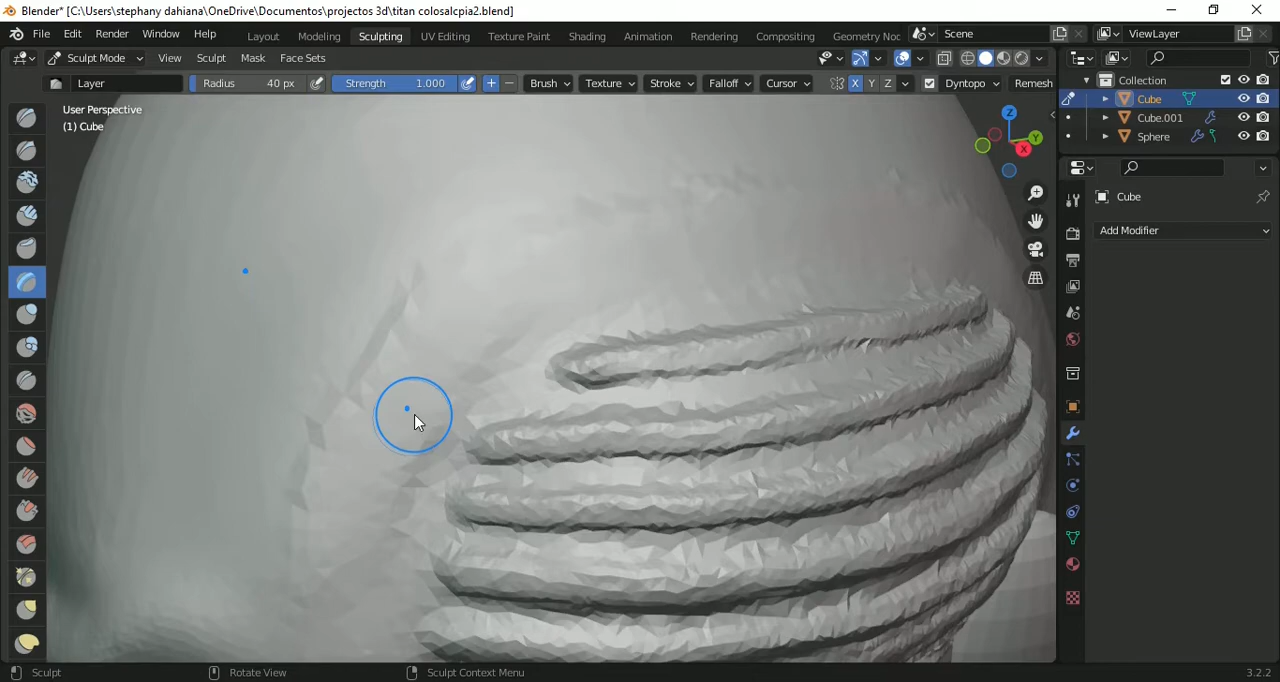 Blender* [C:\Users\stephany dahiana\OneDrive\Documentos\projectos 3d\titan colosalcpia2.blend]
File Edit Render Window Help Layout Modeling Sculpting UV Editing Texture Paint Shading Animation Rendering Compositing Geometry Noc Scene ViewLayer
Sculpt Mode View Sculpt Mask Face Sets
Layer Radius 40 px Strength 1.000 Brush Texture Stroke Falloff Cursor X Y Z Dyntopo Remesh
User Perspective
(1) Cube
Z
Y
X
Collection
Cube
Cube.001
Sphere
Cube
Add Modifier
Sculpt Rotate View Sculpt Context Menu 3.2.2